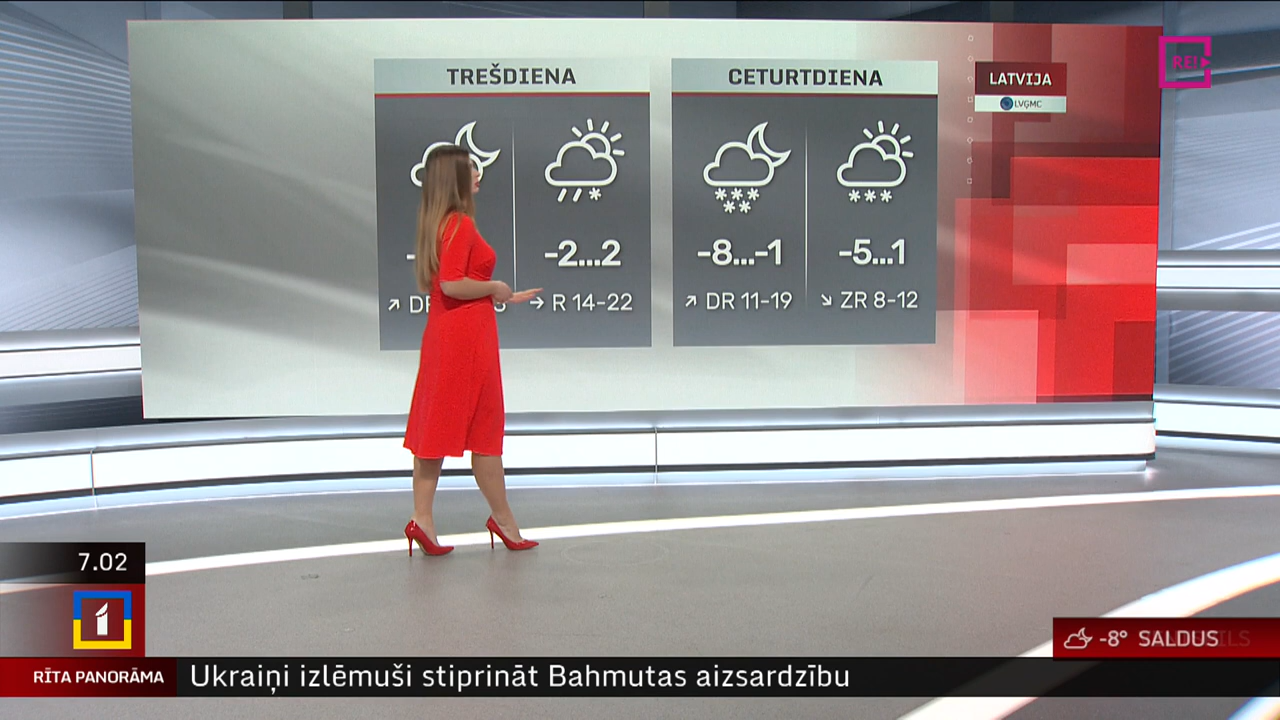 TREŠDIENA
CETURTDIENA
LATVIJA
LVĢMC
RE!
-2...2
-8...-1
-5...1
R 14-22
DR 11-19
ZR 8-12
7.02
1
-8° SALDUS
RĪTA PANORĀMA
Ukraiņi izlēmuši stiprināt Bahmutas aizsardzību